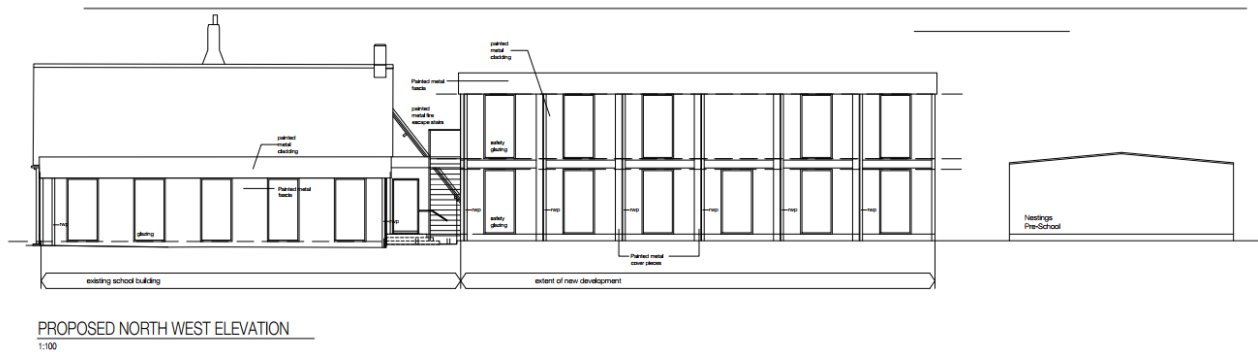 painted
metal
cladding
Painted metal
fascia
painted
metal fire
escape stairs
painted
metal
cladding
safety
glazing
Painted metal
fascia
rwp
glazing
rwp
rwp
safety
glazing
rwp
rwp
rwp
rwp
rwp
Painted metal
cover pieces
Nestings
Pre-School
existing school building
extent of new development
PROPOSED NORTH WEST ELEVATION
1:100